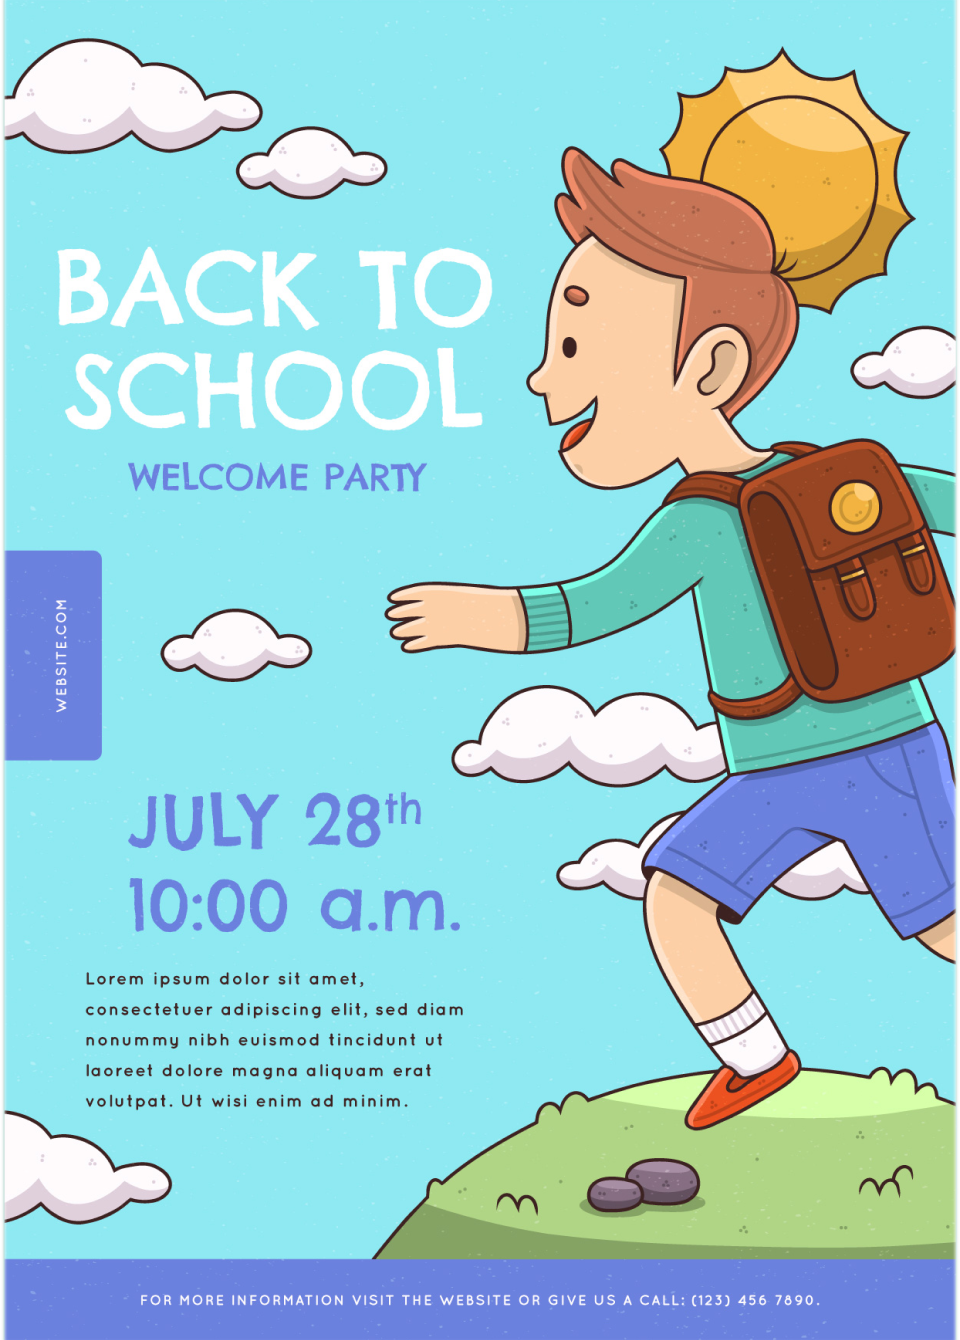 BACK TO
SCHOOL
WELCOME PARTY
WEBSITE.COM
JULY 28th
10:00 a.m.
Lorem ipsum dolor sit amet,
consectetuer adipiscing elit, sed diam
nonummy nibh euismod tincidunt ut
laoreet dolore magna aliquam erat
volutpat. Ut wisi enim ad minim.
FOR MORE INFORMATION VISIT THE WEBSITE OR GIVE US A CALL: (123) 456 7890.